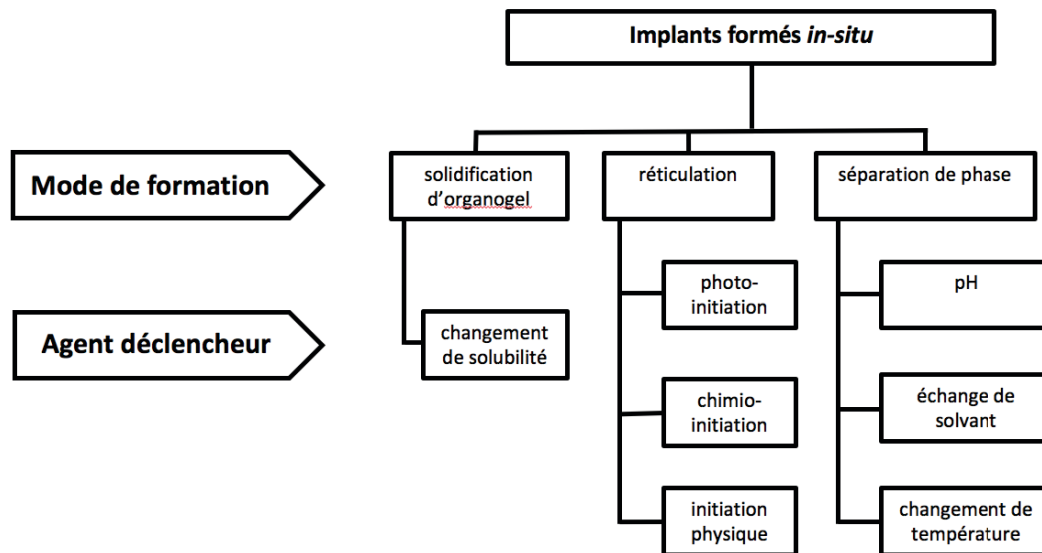 Implants formés in-situ
Mode de formation
solidification
d'organogel
réticulation
séparation de phase
Agent déclencheur
changement
de solubilité
photo-
initiation
chimio-
initiation
initiation
physique
pH
échange de
solvant
changement de
température